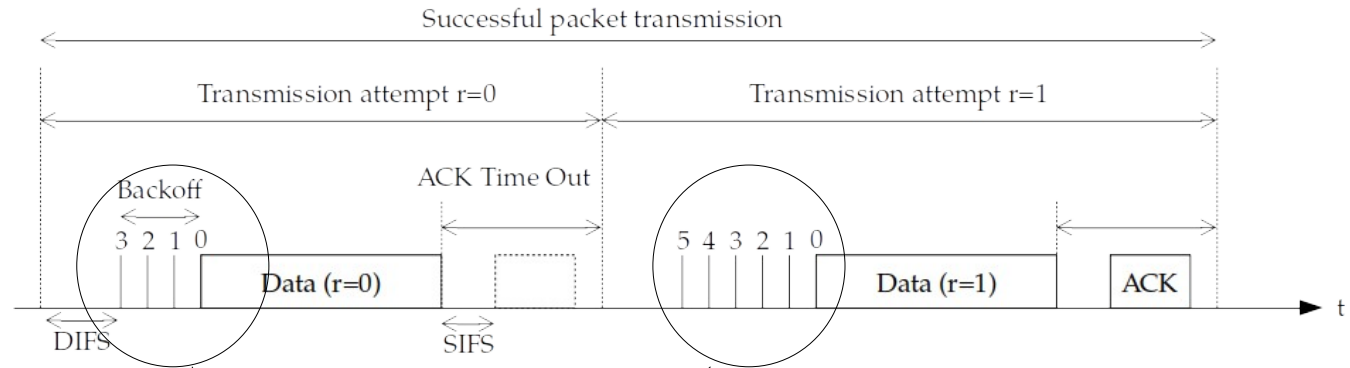 Successful packet transmission
Transmission attempt r=0
Transmission attempt r=1
ACK Time Out
Backoff
3 2 1 0
5 4 3 2 1 0
Data (r=0)
Data (r=1)
ACK
t
DIFS
SIFS